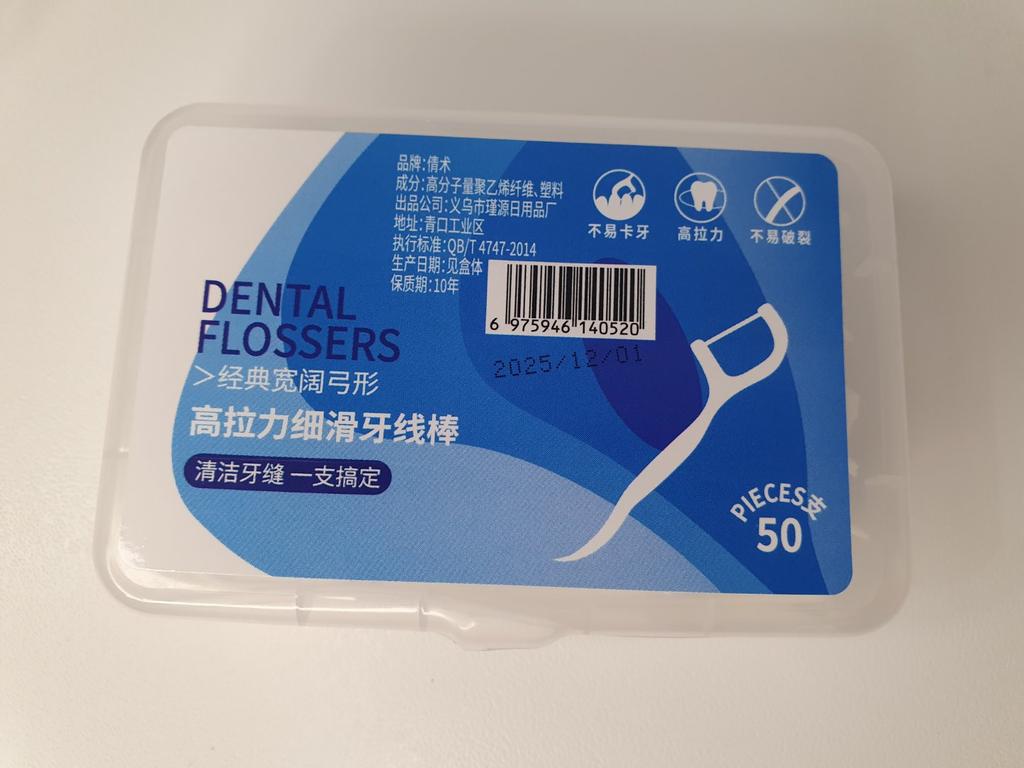 品牌:倩术
成分:高分子量聚乙烯纤维、塑料
出品公司:义乌市瑾源日用品厂
地址:青口工业区
执行标准:QB/T 4747-2014
生产日期:见盒体
保质期:10年
不易卡牙
高拉力
不易破裂
6 975946 140520
2025/12/01
DENTAL
FLOSSERS
>经典宽阔弓形
高拉力细滑牙线棒
清洁牙缝 一支搞定
PIECES支
50